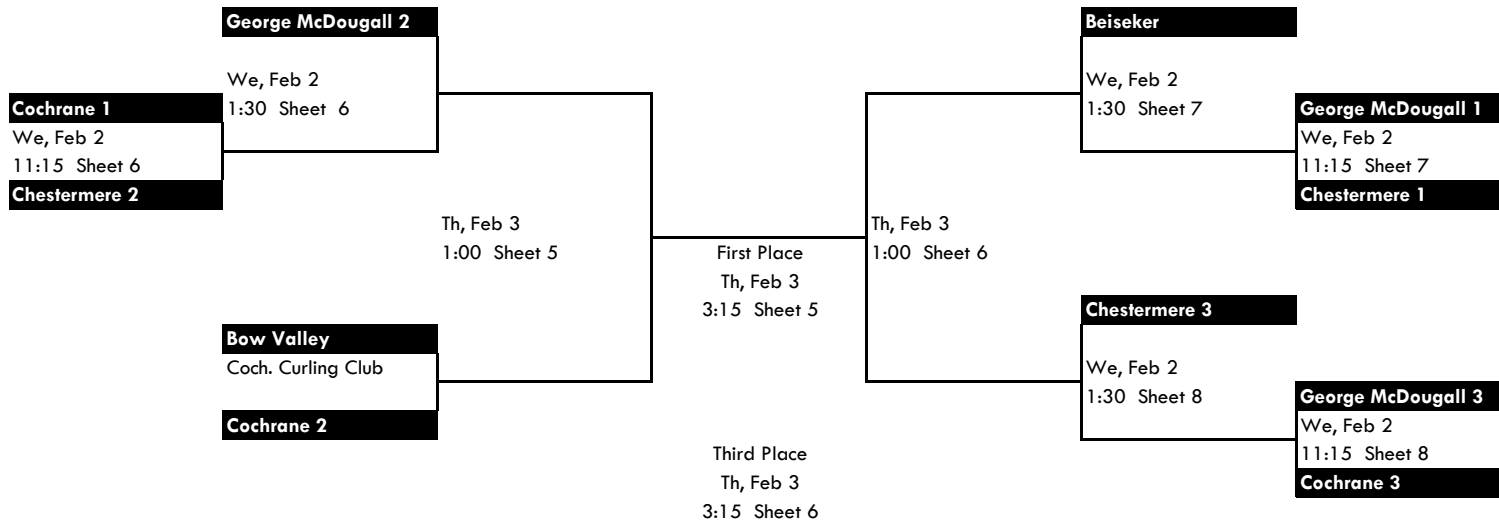 George McDougall 2
We, Feb 2
1:30 Sheet 6
Cochrane 1
We, Feb 2
11:15 Sheet 6
Chestermere 2
Th, Feb 3
1:00 Sheet 5
Bow Valley
Coch. Curling Club
Cochrane 2
First Place
Th, Feb 3
3:15 Sheet 5
Third Place
Th, Feb 3
3:15 Sheet 6
Beiseker
We, Feb 2
1:30 Sheet 7
George McDougall 1
We, Feb 2
11:15 Sheet 7
Chestermere 1
Th, Feb 3
1:00 Sheet 6
Chestermere 3
We, Feb 2
1:30 Sheet 8
George McDougall 3
We, Feb 2
11:15 Sheet 8
Cochrane 3